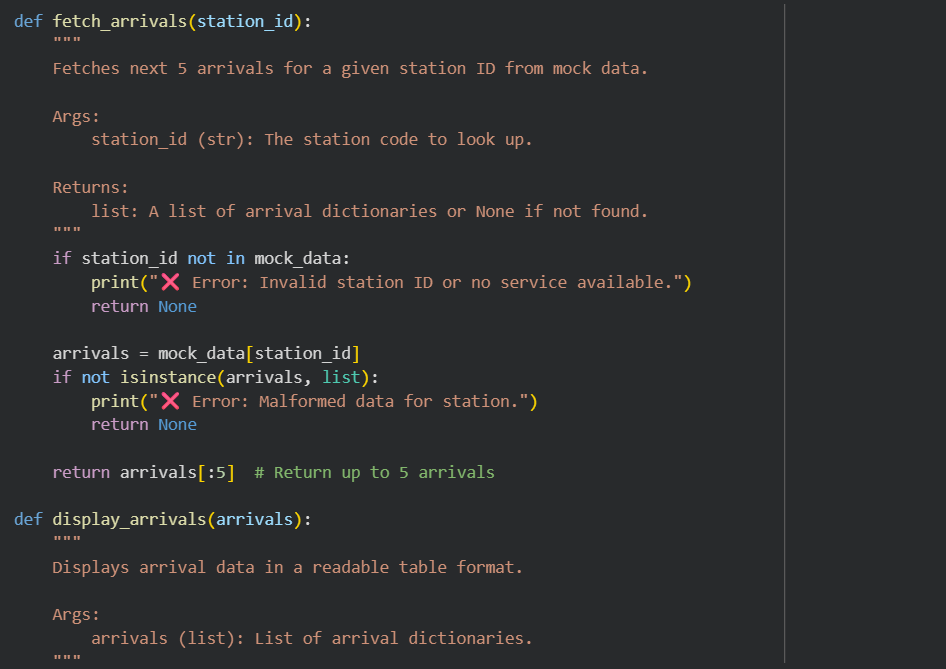 def fetch_arrivals(station_id):
    """
    Fetches next 5 arrivals for a given station ID from mock data.

    Args:
        station_id (str): The station code to look up.

    Returns:
        list: A list of arrival dictionaries or None if not found.
    """
    if station_id not in mock_data:
        print("❌ Error: Invalid station ID or no service available.")
        return None

    arrivals = mock_data[station_id]
    if not isinstance(arrivals, list):
        print("❌ Error: Malformed data for station.")
        return None

    return arrivals[:5]  # Return up to 5 arrivals

def display_arrivals(arrivals):
    """
    Displays arrival data in a readable table format.

    Args:
        arrivals (list): List of arrival dictionaries.
    """